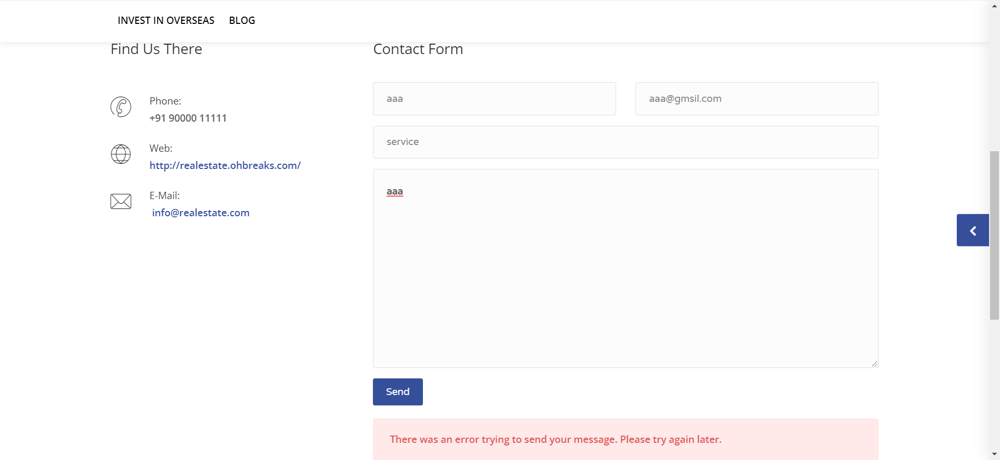 INVEST IN OVERSEAS BLOG
Find Us There
Phone:
+91 90000 11111
Web:
http://realestate.ohbreaks.com/
E-Mail:
info@realestate.com
Contact Form
aaa
aaa@gmsil.com
service
aaa
Send
There was an error trying to send your message. Please try again later.